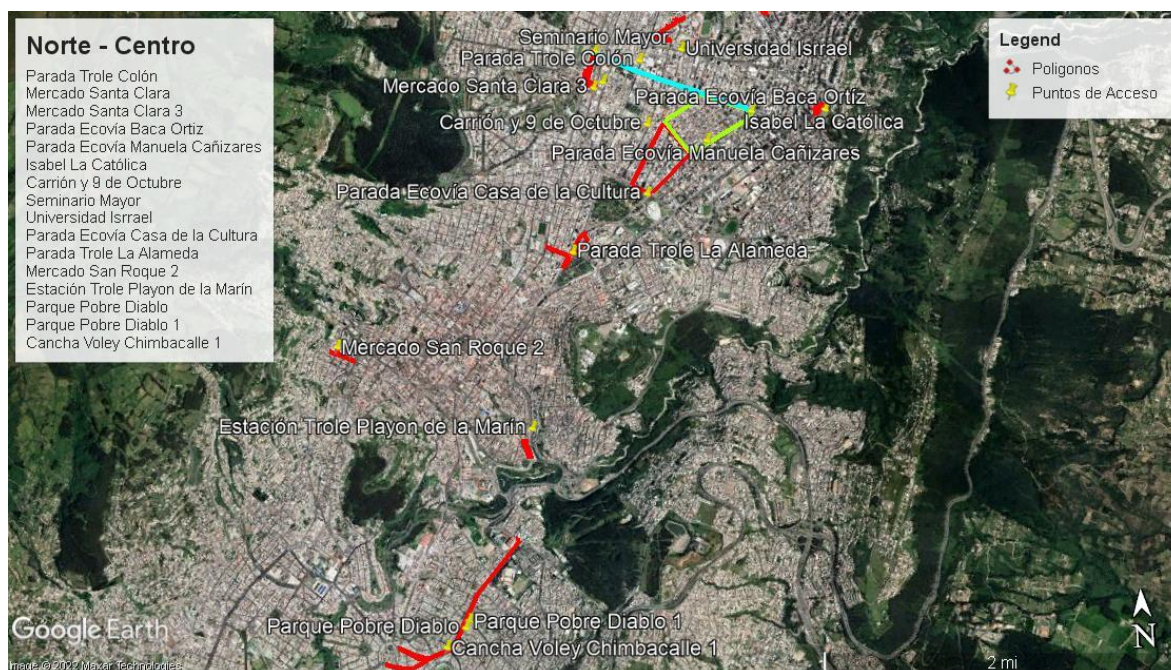 Norte - Centro
Parada Trole Colón
Mercado Santa Clara
Mercado Santa Clara 3
Parada Ecovía Baca Ortiz
Parada Ecovía Manuela Cañizares
Isabel La Católica
Carrión y 9 de Octubre
Seminario Mayor
Universidad Isrrael
Parada Ecovía Casa de la Cultura
Parada Trole La Alameda
Mercado San Roque 2
Estación Trole Playon de la Marín
Parque Pobre Diablo
Parque Pobre Diablo 1
Cancha Voley Chimbacalle 1
Legend
Poligonos
Puntos de Acceso
Seminario Mayor
Universidad Isrrael
Parada Trole Colón
Mercado Santa Clara 3
Parada Ecovía Baca Ortíz
Carrión y 9 de Octubre
Isabel La Católica
Parada Ecovía Manuela Cañizares
Parada Ecovía Casa de la Cultura
Parada Trole La Alameda
Mercado San Roque 2
Estación Trole Playon de la Marín
Parque Pobre Diablo
Parque Pobre Diablo 1
Cancha Voley Chimbacalle 1
Google Earth
Image © 2022 Maxar Technologies
N
2 mi